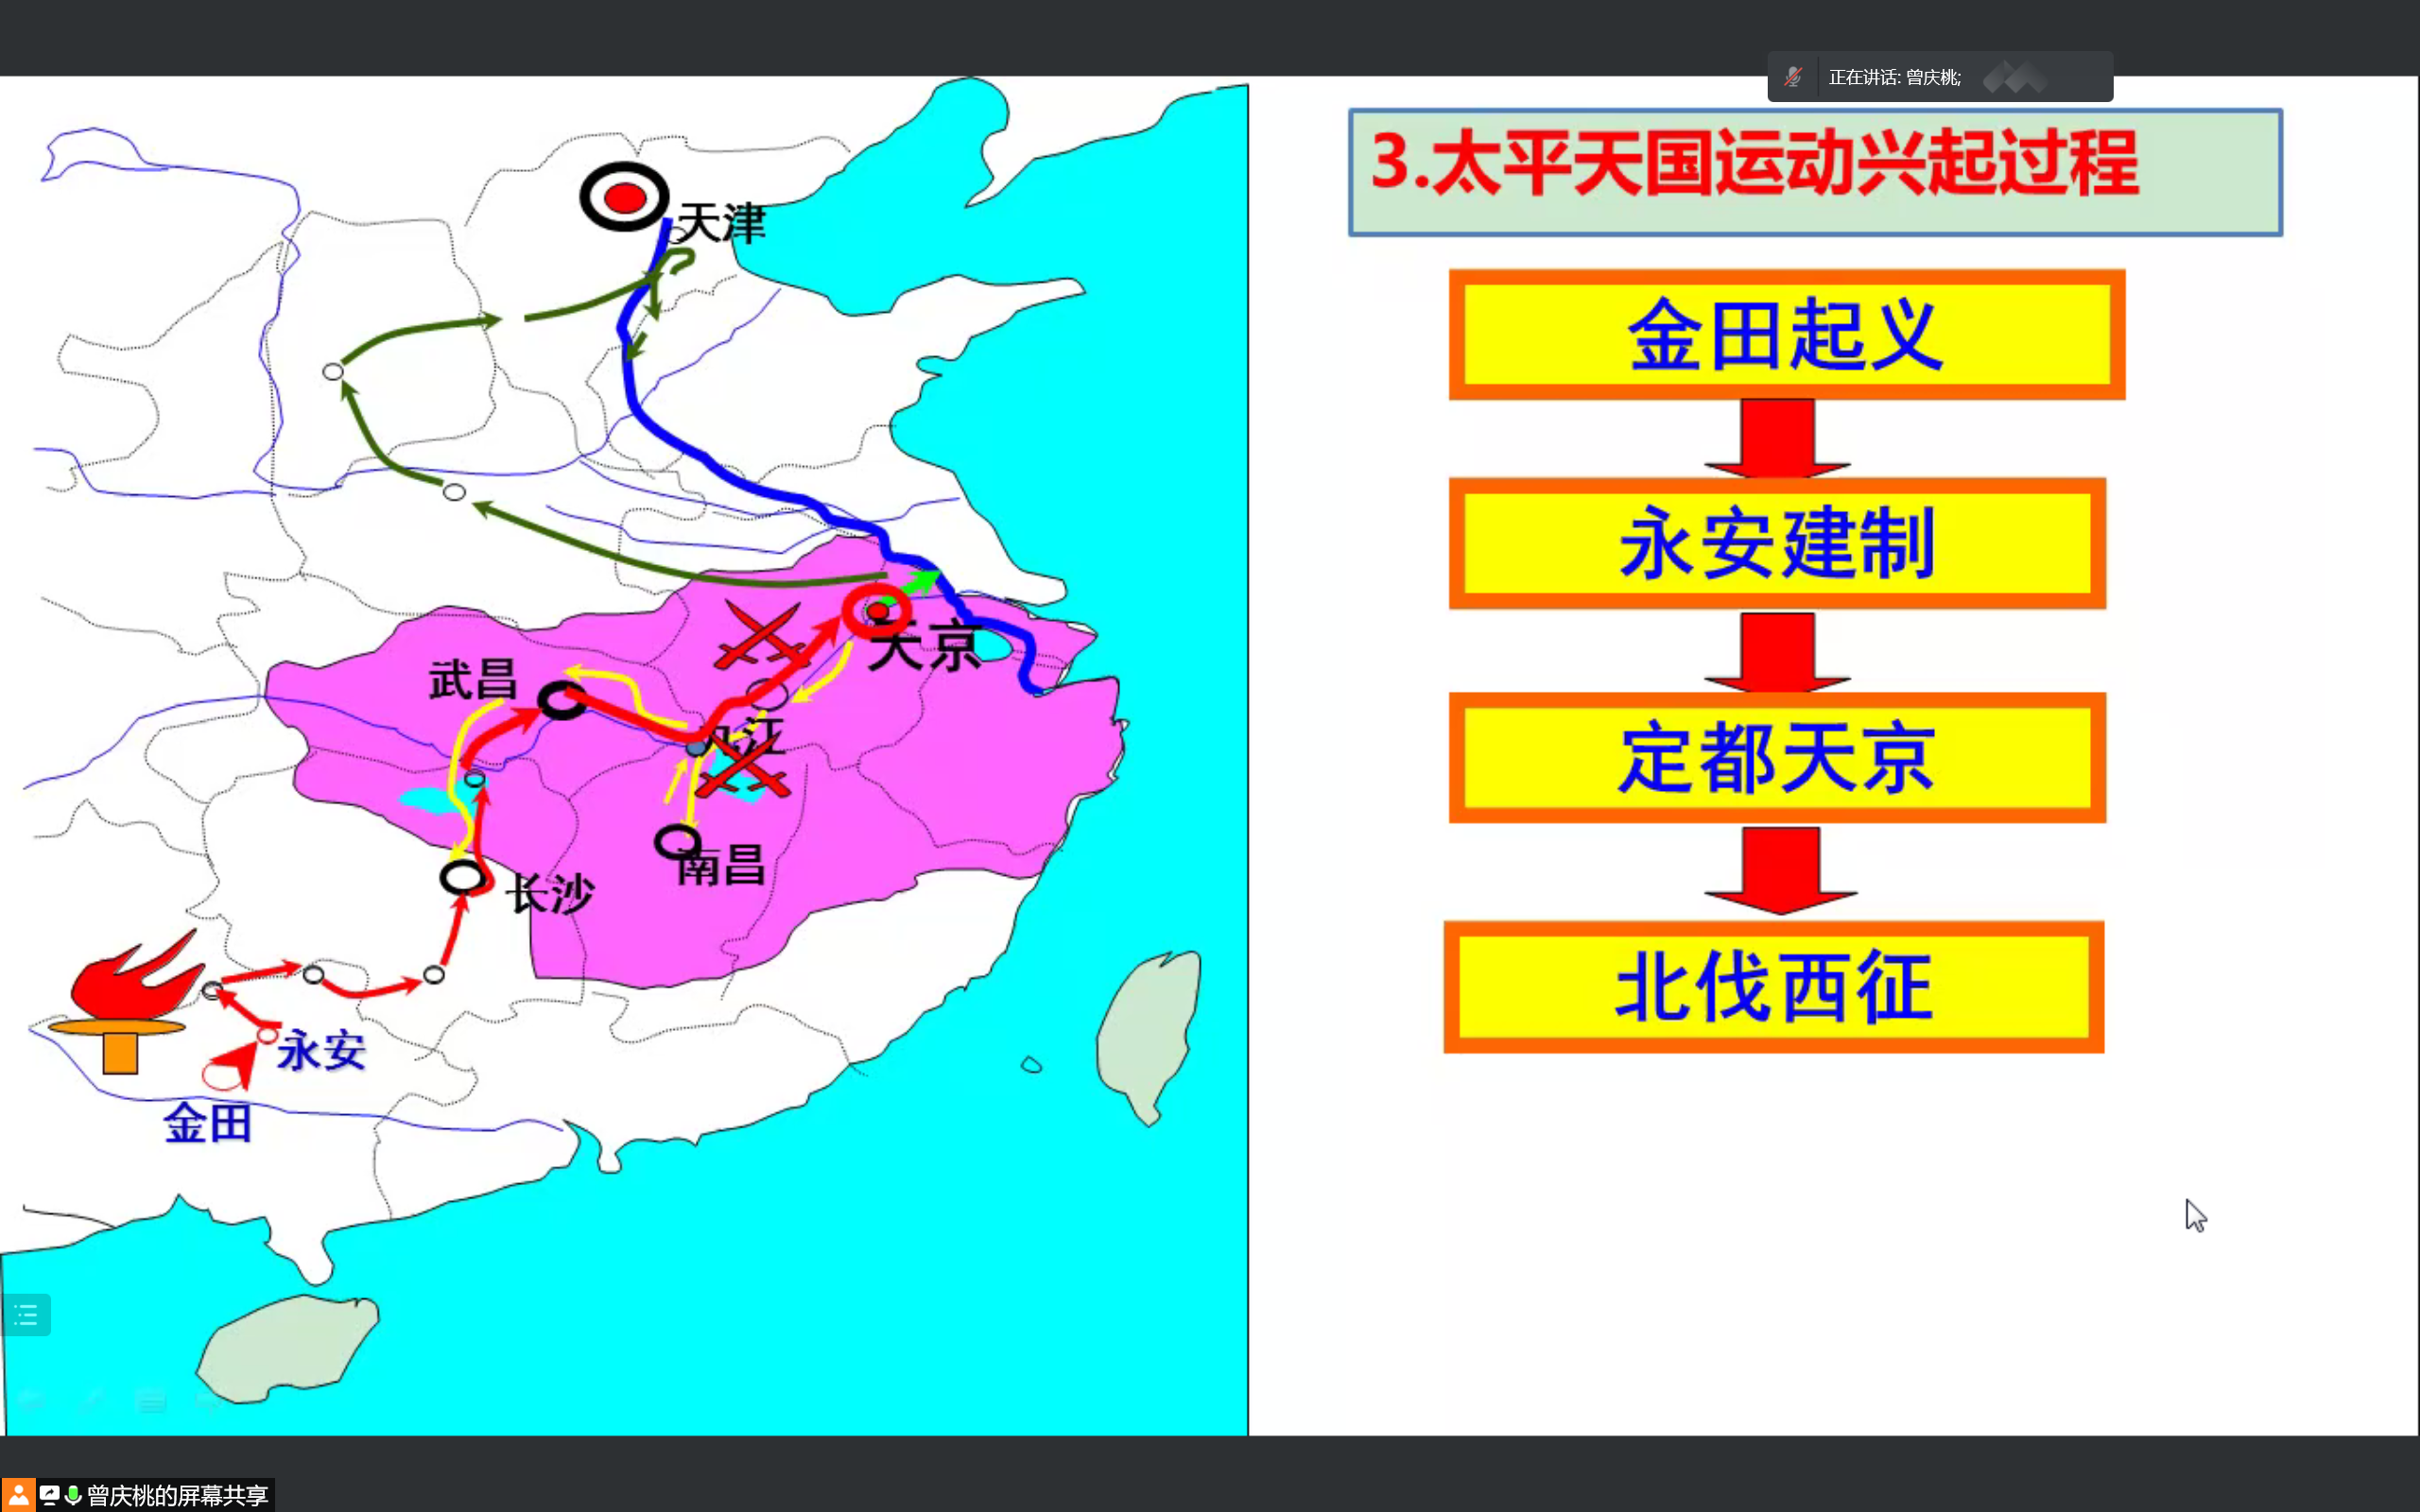 正在讲话: 曾庆桃;
3.太平天国运动兴起过程
金田起义
永安建制
定都天京
北伐西征
天津
天京
武昌
九江
南昌
长沙
永安
金田
曾庆桃的屏幕共享